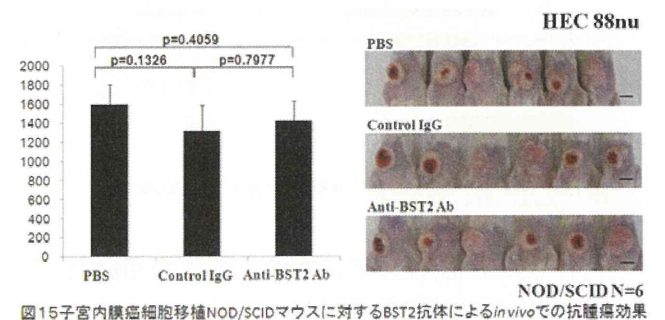 HEC 88nu
p=0.4059
p=0.1326
p=0.7977
2000
1800
1600
1400
1200
1000
800
600
400
200
0
PBS
Control IgG
Anti-BST2 Ab
PBS
Control IgG
Anti-BST2 Ab
NOD/SCID N=6
図15子宮内膜癌細胞移植NOD/SCIDマウスに対するBST2抗体によるin vivoでの抗腫瘍効果